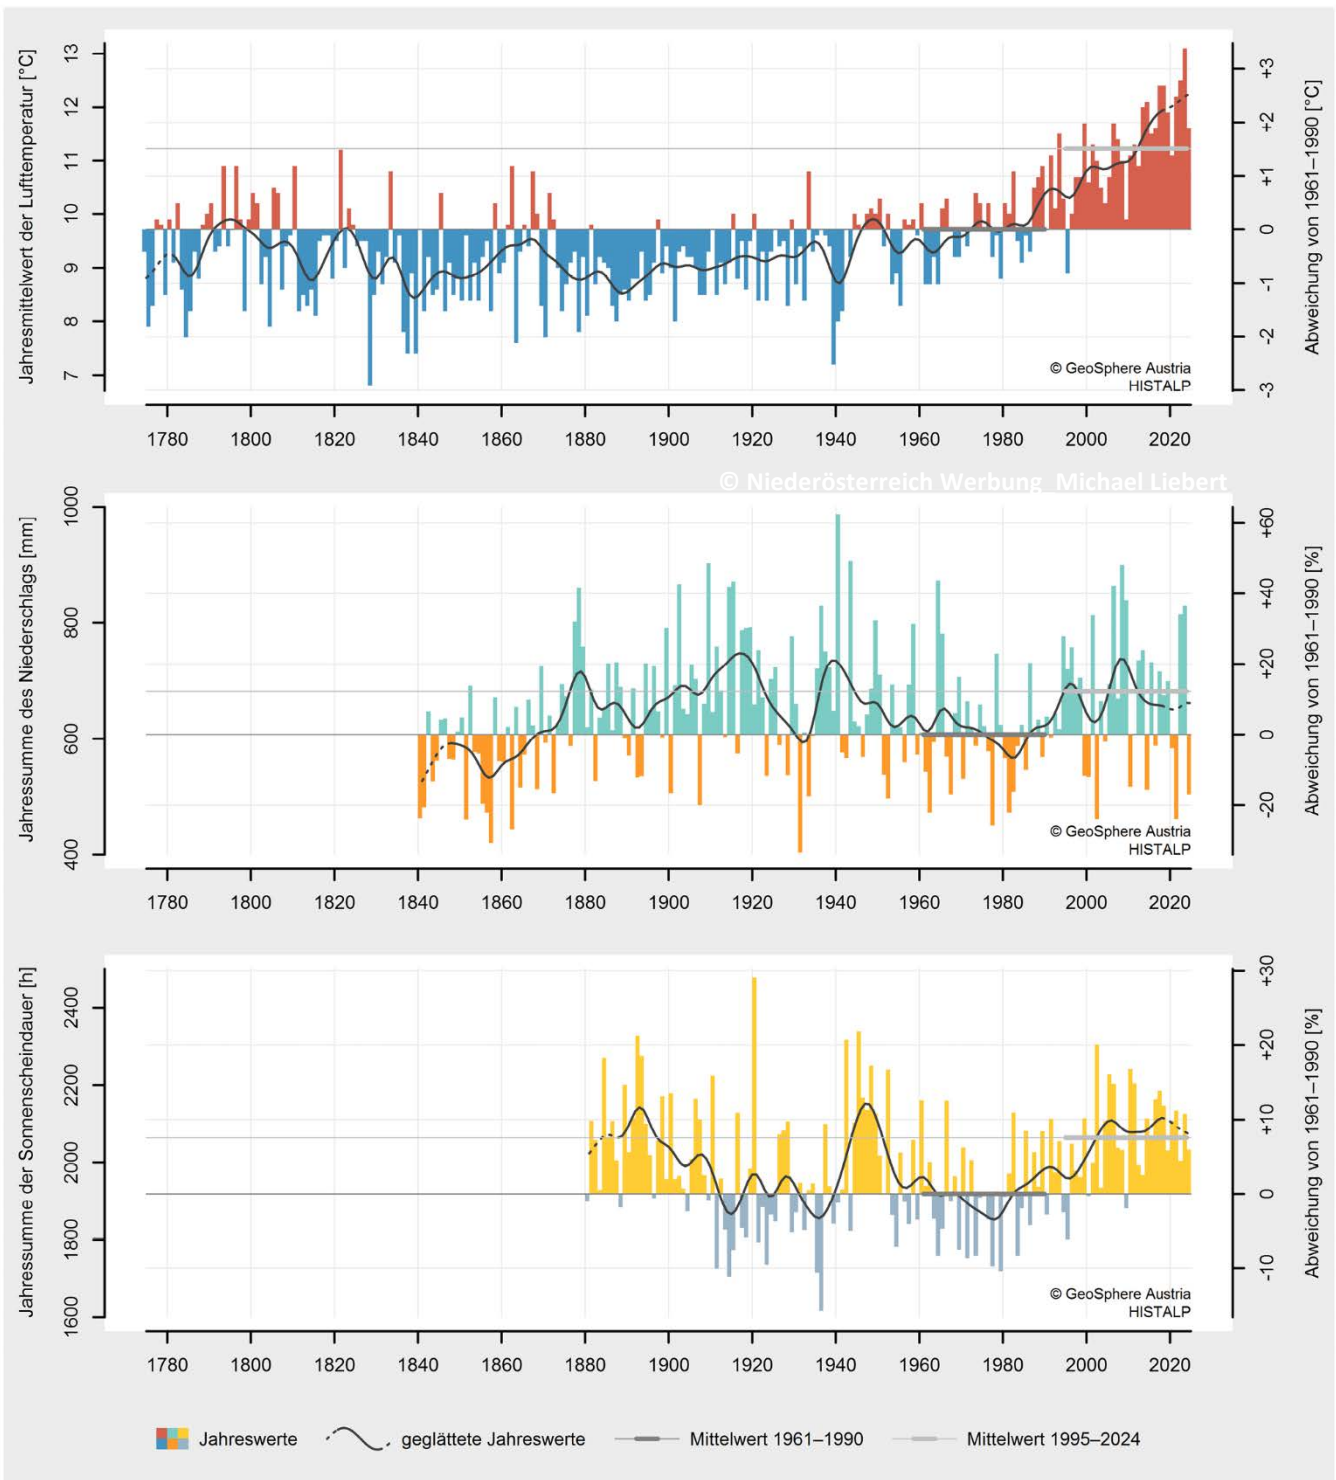 Jahresmittelwert der Lufttemperatur [°C]
13
12
11
10
9
8
7
+3
+2
+1
0
-1
-2
-3
Abweichung von 1961–1990 [°C]
© GeoSphere Austria
HISTALP
1780 1800 1820 1840 1860 1880 1900 1920 1940 1960 1980 2000 2020
© Niederösterreich Werbung_Michael Liebert
Jahressumme des Niederschlags [mm]
1000
800
600
400
+60
+40
+20
0
-20
Abweichung von 1961–1990 [%]
© GeoSphere Austria
HISTALP
1780 1800 1820 1840 1860 1880 1900 1920 1940 1960 1980 2000 2020
Jahressumme der Sonnenscheindauer [h]
2400
2200
2000
1800
1600
+30
+20
+10
0
-10
Abweichung von 1961–1990 [%]
© GeoSphere Austria
HISTALP
1780 1800 1820 1840 1860 1880 1900 1920 1940 1960 1980 2000 2020
Jahreswerte geglättete Jahreswerte Mittelwert 1961–1990 Mittelwert 1995–2024